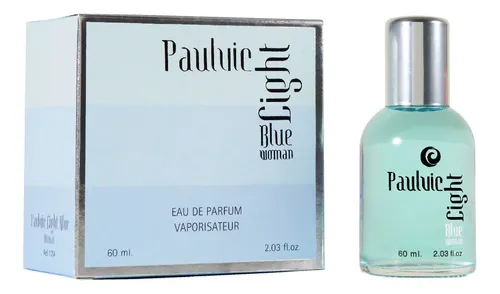 Paulvic
Light
Blue
woman
EAU DE PARFUM
VAPORISATEUR
60 ml. 2.03 fl.oz.
Paulvic Light Blue
Woman
Paulvic
Light
Blue
woman
60 ml. 2.03 fl.oz.